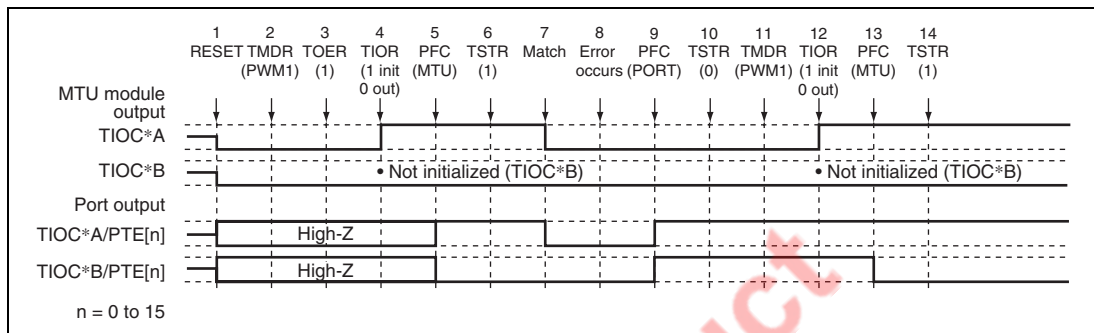 1 2 3 4 5 6 7 8 9 10 11 12 13 14
RESET TMDR TOER TIOR PFC TSTR Match Error PFC TSTR TMDR TIOR PFC TSTR
(PWM1) (1) (1 init (MTU) (1) occurs (PORT) (0) (PWM1) (1 init (MTU) (1)
0 out) 0 out)
MTU module
output
TIOC*A
TIOC*B
• Not initialized (TIOC*B) • Not initialized (TIOC*B)
Port output
TIOC*A/PTE[n] High-Z
TIOC*B/PTE[n] High-Z
n = 0 to 15
uct